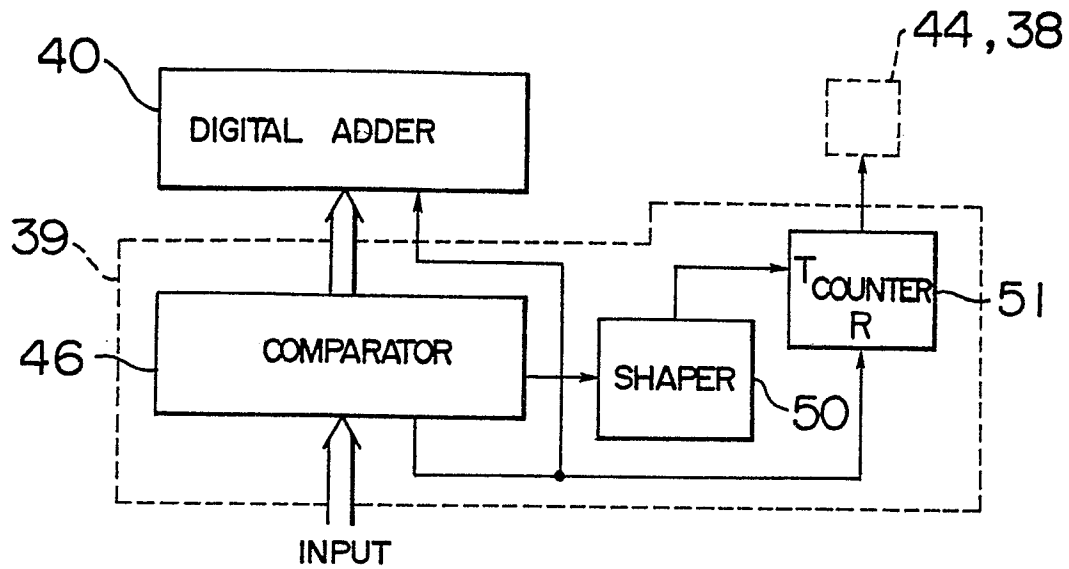 44, 38
40
DIGITAL ADDER
39
T
COUNTER
R
51
46
COMPARATOR
SHAPER
50
INPUT